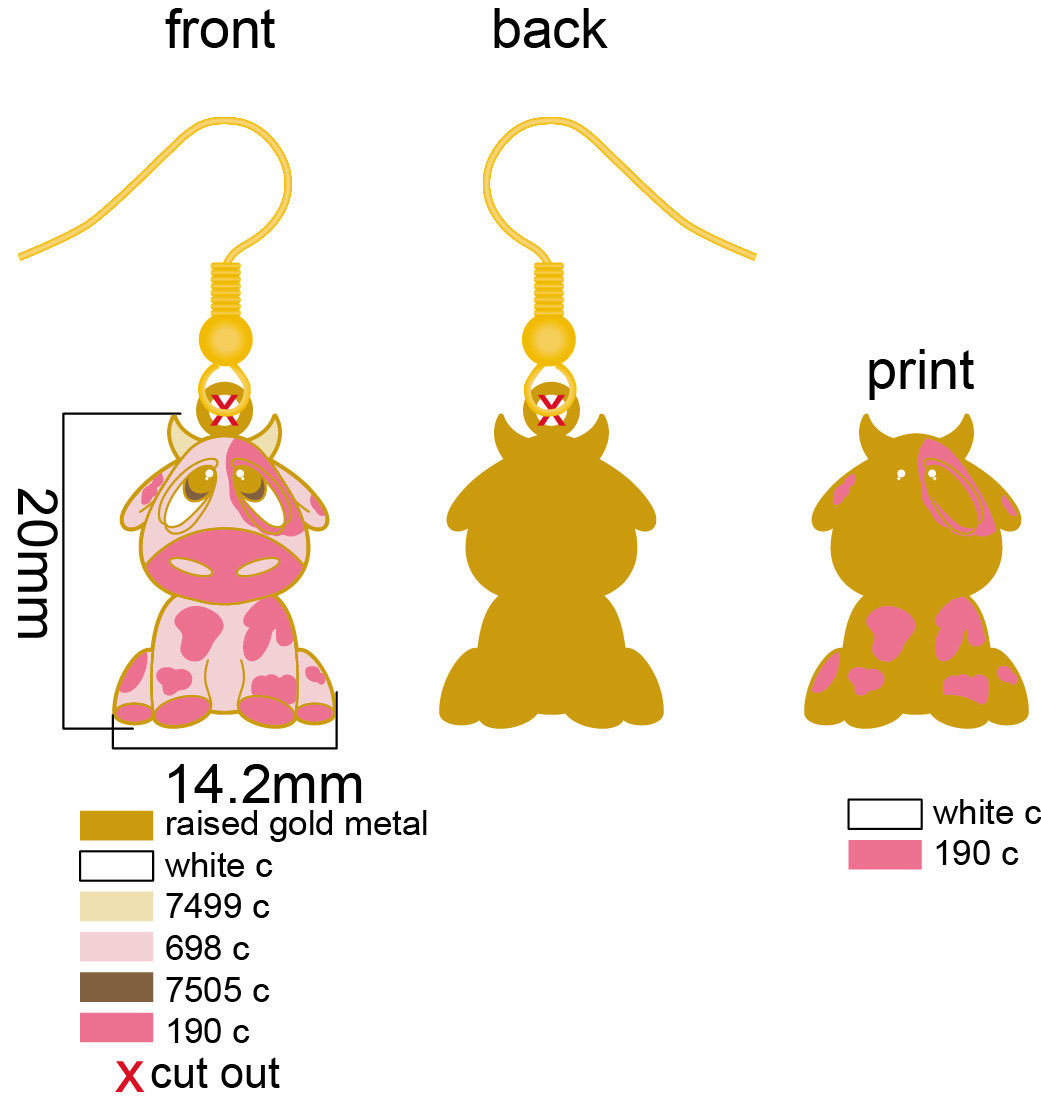 front
back
X
X
print
20mm
14.2mm
raised gold metal
white c
7499 c
698 c
7505 c
190 c
X cut out
white c
190 c